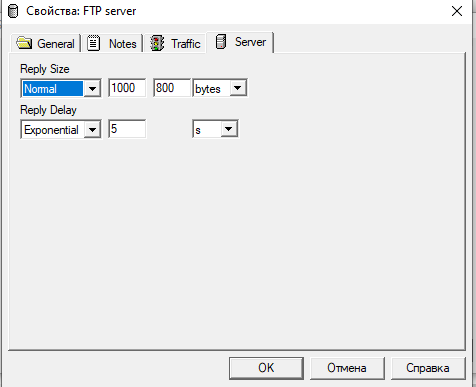 Свойства: FTP server
General Notes Traffic Server
Reply Size
Normal 1000 800 bytes
Reply Delay
Exponential 5 s
OK Отмена Справка